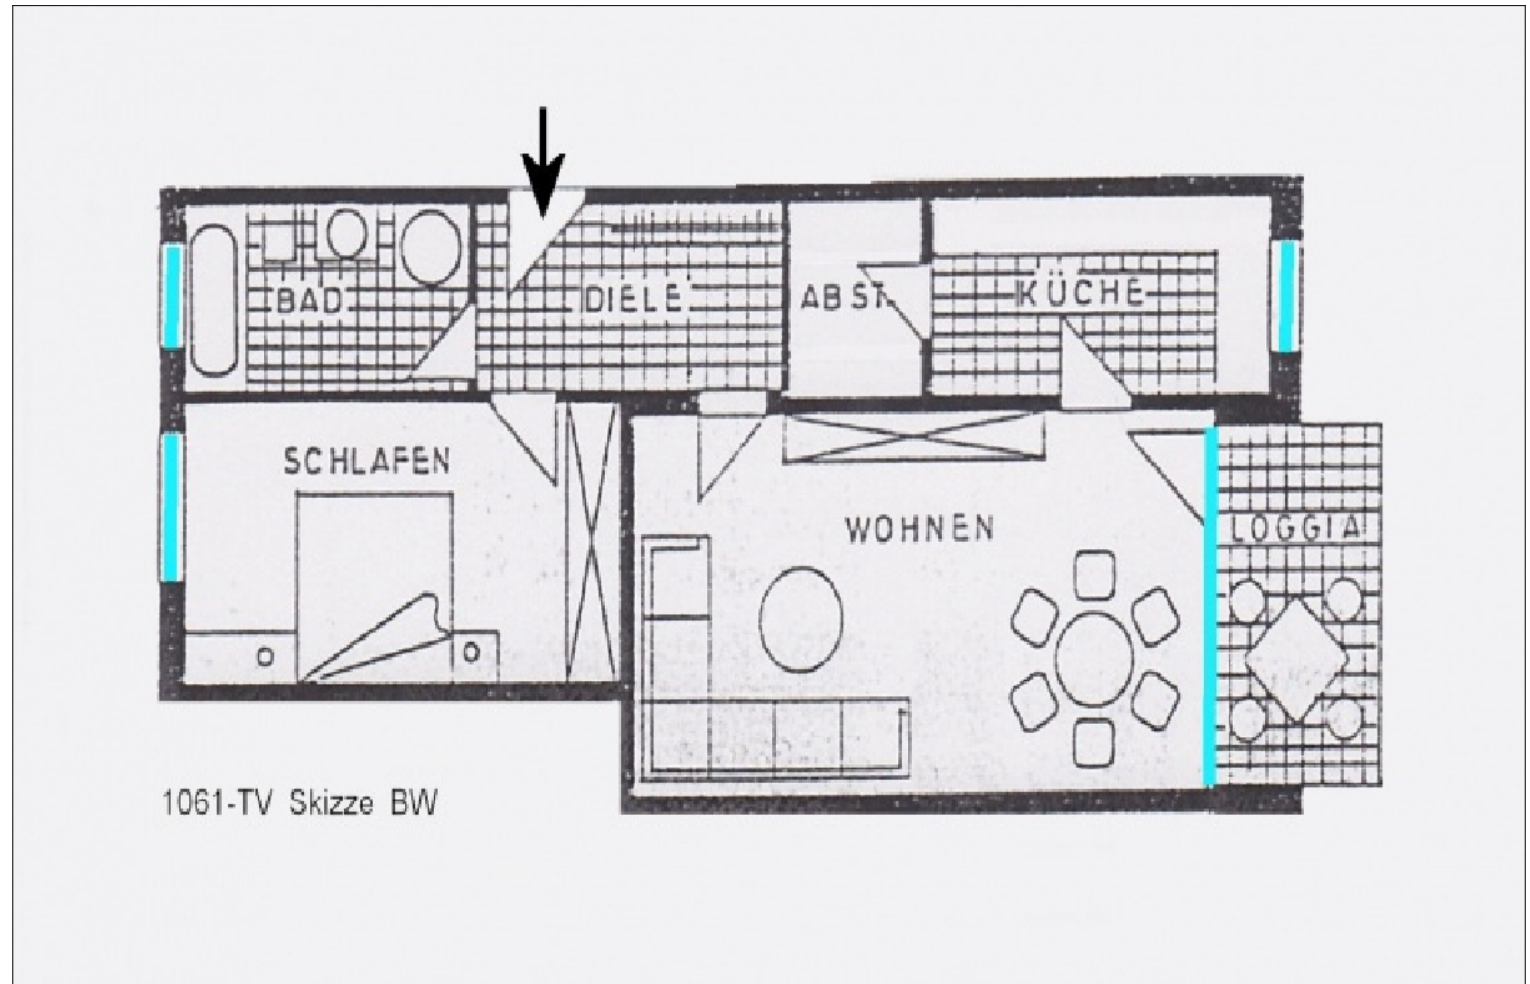 BAD
DIELE
ABST.
KÜCHE
SCHLAFEN
WOHNEN
LOGGIA
1061-TV Skizze BW